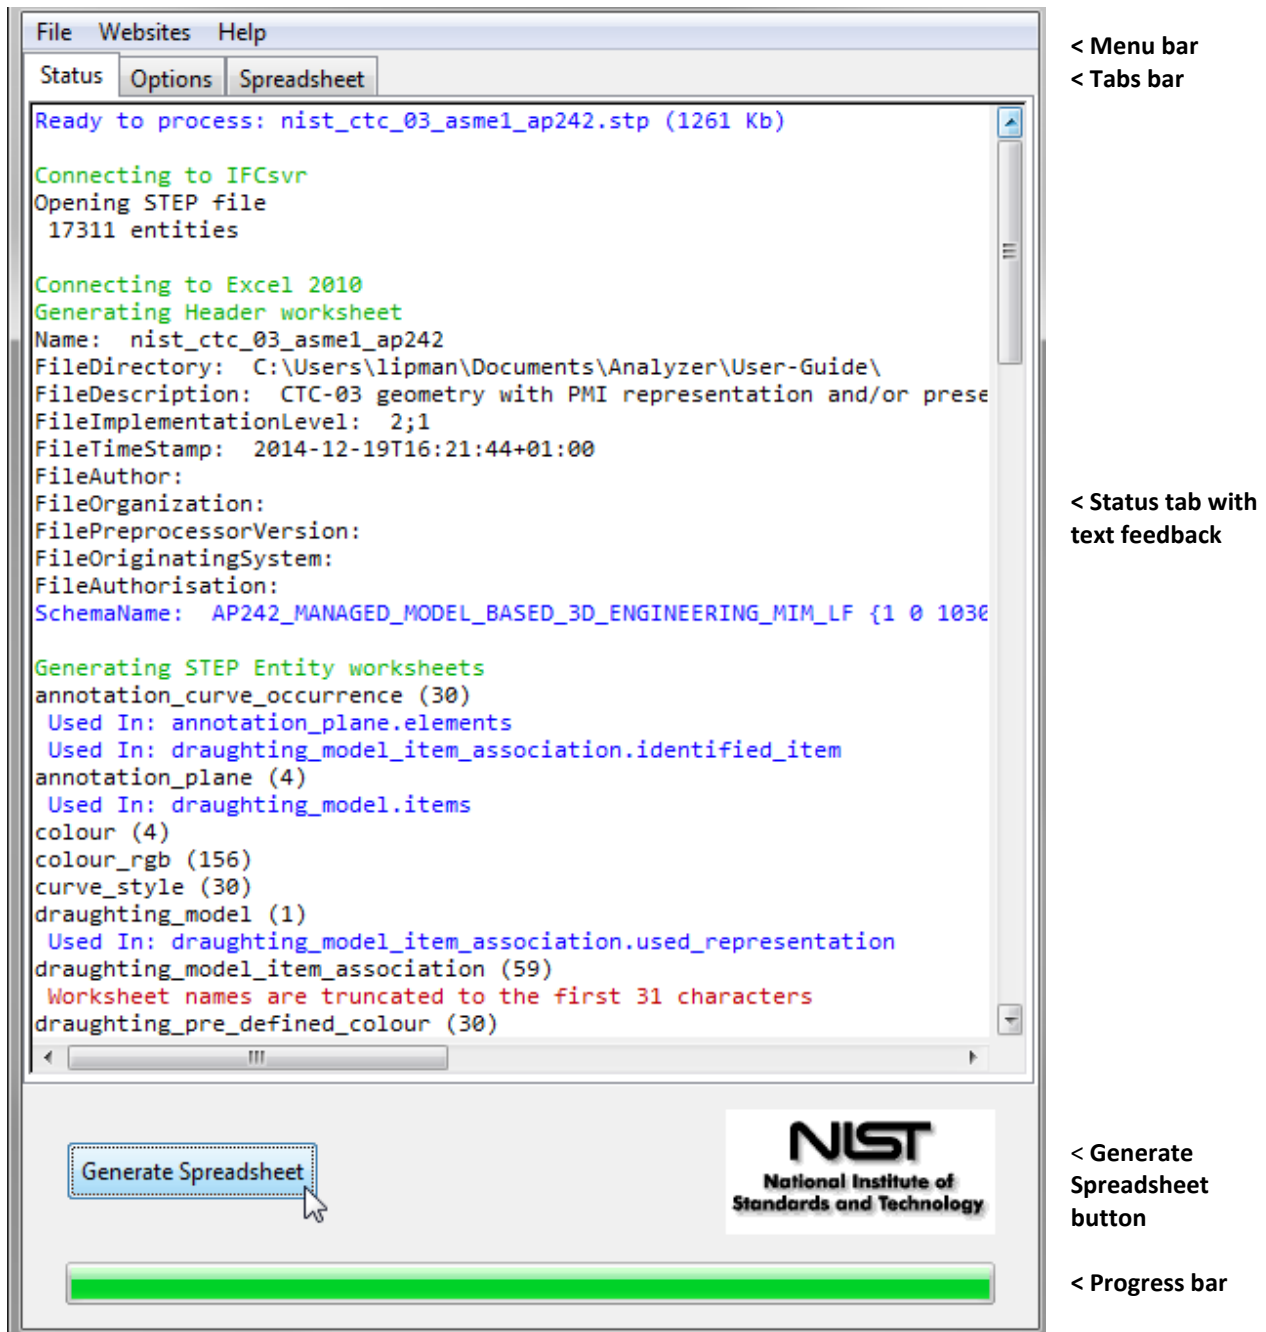 File Websites Help
< Menu bar
Status Options Spreadsheet
< Tabs bar
Ready to process: nist_ctc_03_asme1_ap242.stp (1261 Kb)
Connecting to IFCsvr
Opening STEP file
17311 entities
Connecting to Excel 2010
Generating Header worksheet
Name: nist_ctc_03_asme1_ap242
FileDirectory: C:\Users\lipman\Documents\Analyzer\User-Guide\
FileDescription: CTC-03 geometry with PMI representation and/or prese
FileImplementationLevel: 2;1
FileTimeStamp: 2014-12-19T16:21:44+01:00
FileAuthor:
FileOrganization:
FilePreprocessorVersion:
FileOriginatingSystem:
FileAuthorisation:
SchemaName: AP242_MANAGED_MODEL_BASED_3D_ENGINEERING_MIM_LF {1 0 1030
< Status tab with
text feedback
Generating STEP Entity worksheets
annotation_curve_occurrence (30)
Used In: annotation_plane.elements
Used In: draughting_model_item_association.identified_item
annotation_plane (4)
Used In: draughting_model.items
colour (4)
colour_rgb (156)
curve_style (30)
draughting_model (1)
Used In: draughting_model_item_association.used_representation
draughting_model_item_association (59)
Worksheet names are truncated to the first 31 characters
draughting_pre_defined_colour (30)
Generate Spreadsheet
NIST
National Institute of
Standards and Technology
< Generate
Spreadsheet
button
< Progress bar